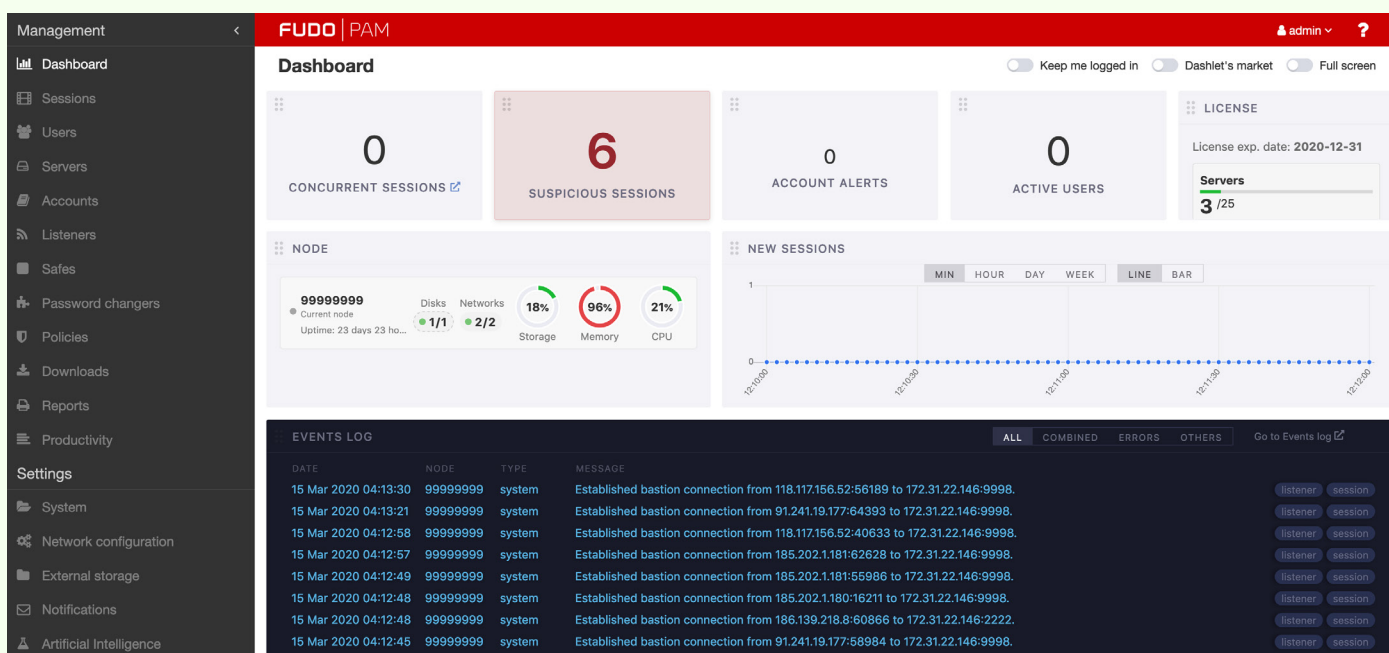 Management
Dashboard
Sessions
Users
Servers
Accounts
Listeners
Safes
Password changers
Policies
Downloads
Reports
Productivity
Settings
System
Network configuration
External storage
Notifications
Artificial Intelligence
FUDO PAM
admin ?
Dashboard
Keep me logged in Dashlet's market Full screen
0
CONCURRENT SESSIONS
6
SUSPICIOUS SESSIONS
0
ACCOUNT ALERTS
0
ACTIVE USERS
LICENSE
License exp. date: 2020-12-31
Servers
3 /25
NODE
99999999
Current node
Uptime: 23 days 23 ho...
Disks Networks
1/1 2/2
18% 96% 21%
Storage Memory CPU
NEW SESSIONS
MIN HOUR DAY WEEK LINE BAR
1
0
12:10:00 12:10:30 12:11:00 12:11:30 12:12:00
EVENTS LOG
ALL COMBINED ERRORS OTHERS Go to Events log
DATE NODE TYPE MESSAGE
15 Mar 2020 04:13:30 99999999 system Established bastion connection from 118.117.156.52:56189 to 172.31.22.146:9998. listener session
15 Mar 2020 04:13:21 99999999 system Established bastion connection from 91.241.19.177:64393 to 172.31.22.146:9998. listener session
15 Mar 2020 04:12:58 99999999 system Established bastion connection from 118.117.156.52:40633 to 172.31.22.146:9998. listener session
15 Mar 2020 04:12:57 99999999 system Established bastion connection from 185.202.1.181:62628 to 172.31.22.146:9998. listener session
15 Mar 2020 04:12:49 99999999 system Established bastion connection from 185.202.1.181:55986 to 172.31.22.146:9998. listener session
15 Mar 2020 04:12:48 99999999 system Established bastion connection from 185.202.1.180:16211 to 172.31.22.146:9998. listener session
15 Mar 2020 04:12:48 99999999 system Established bastion connection from 186.139.218.8:60866 to 172.31.22.146:2222. listener session
15 Mar 2020 04:12:45 99999999 system Established bastion connection from 91.241.19.177:58984 to 172.31.22.146:9998. listener session